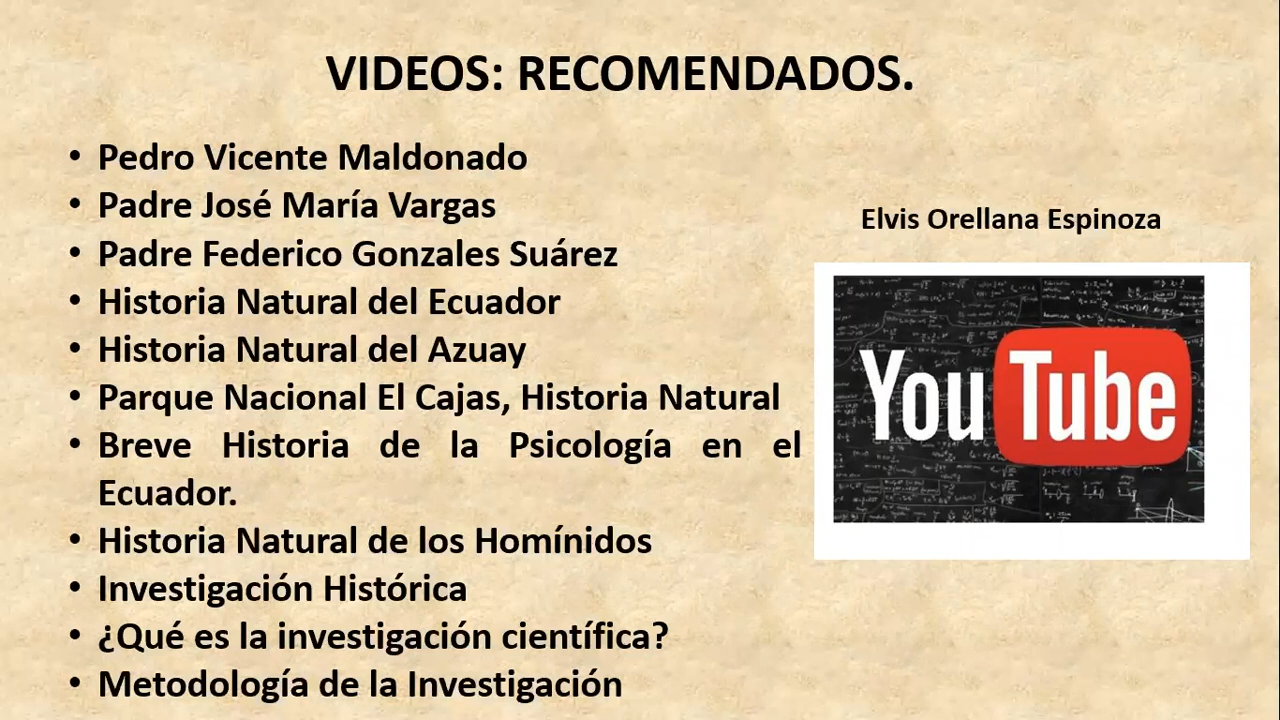 VIDEOS: RECOMENDADOS.
• Pedro Vicente Maldonado
• Padre José María Vargas
• Padre Federico Gonzales Suárez
• Historia Natural del Ecuador
• Historia Natural del Azuay
• Parque Nacional El Cajas, Historia Natural
• Breve Historia de la Psicología en el
Ecuador.
• Historia Natural de los Homínidos
• Investigación Histórica
• ¿Qué es la investigación científica?
• Metodología de la Investigación
Elvis Orellana Espinoza
YouTube